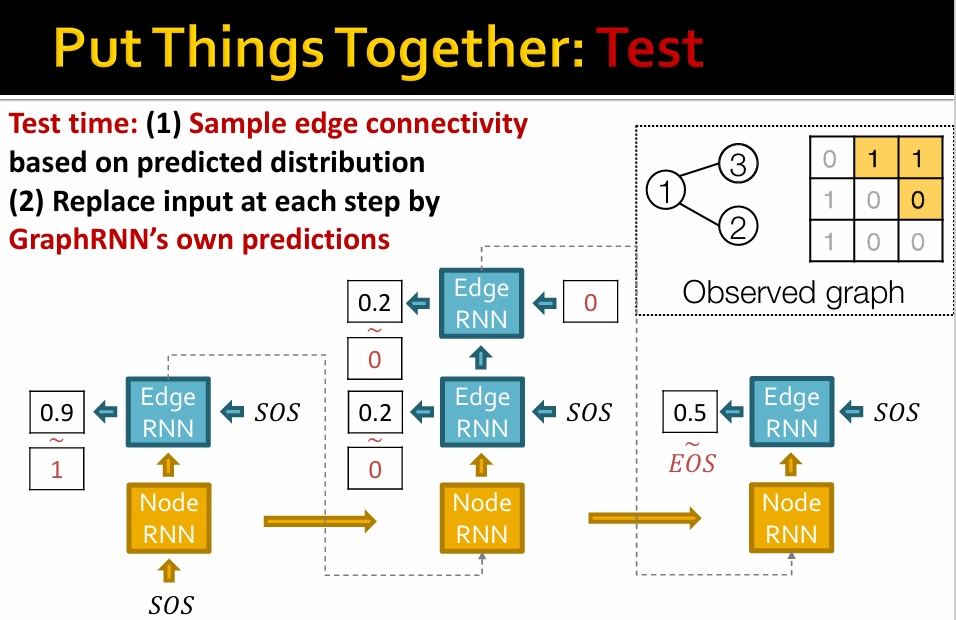 Put Things Together: Test
Test time: (1) Sample edge connectivity
based on predicted distribution
(2) Replace input at each step by
GraphRNN's own predictions
1
3
2
0 1 1
1 0 0
1 0 0
Observed graph
0.2
~
0
Edge
RNN
0
0.9
~
1
Edge
RNN
SOS
0.2
~
0
Edge
RNN
SOS
0.5
~
EOS
Edge
RNN
SOS
Node
RNN
Node
RNN
Node
RNN
SOS